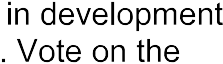 in development
. Vote on the